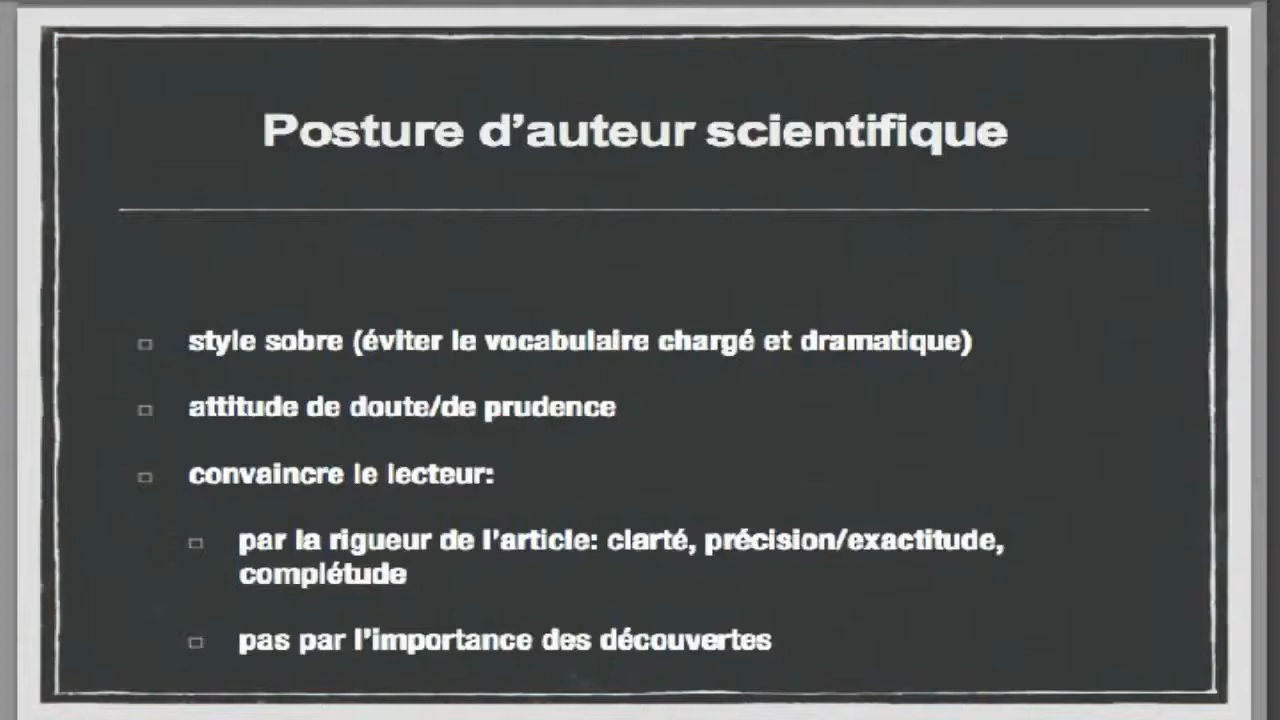 Posture d’auteur scientifique
style sobre (éviter le vocabulaire chargé et dramatique)
attitude de doute/de prudence
convaincre le lecteur:
par la rigueur de l’article: clarté, précision/exactitude,
complétude
pas par l’importance des découvertes